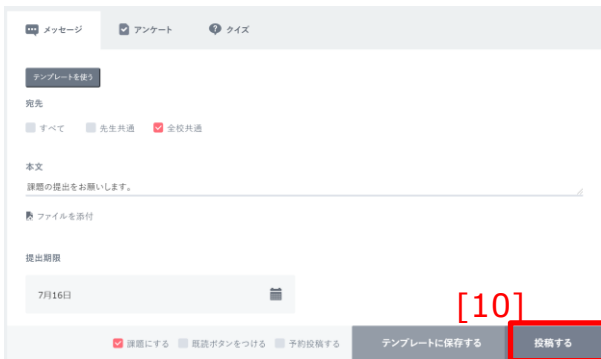 メッセージ アンケート クイズ
テンプレートを使う
宛先
すべて 先生共通 全校共通
本文
課題の提出をお願いします。
ファイルを添付
提出期限
7月16日
[10]
課題にする 既読ボタンをつける 予約投稿する テンプレートに保存する 投稿する